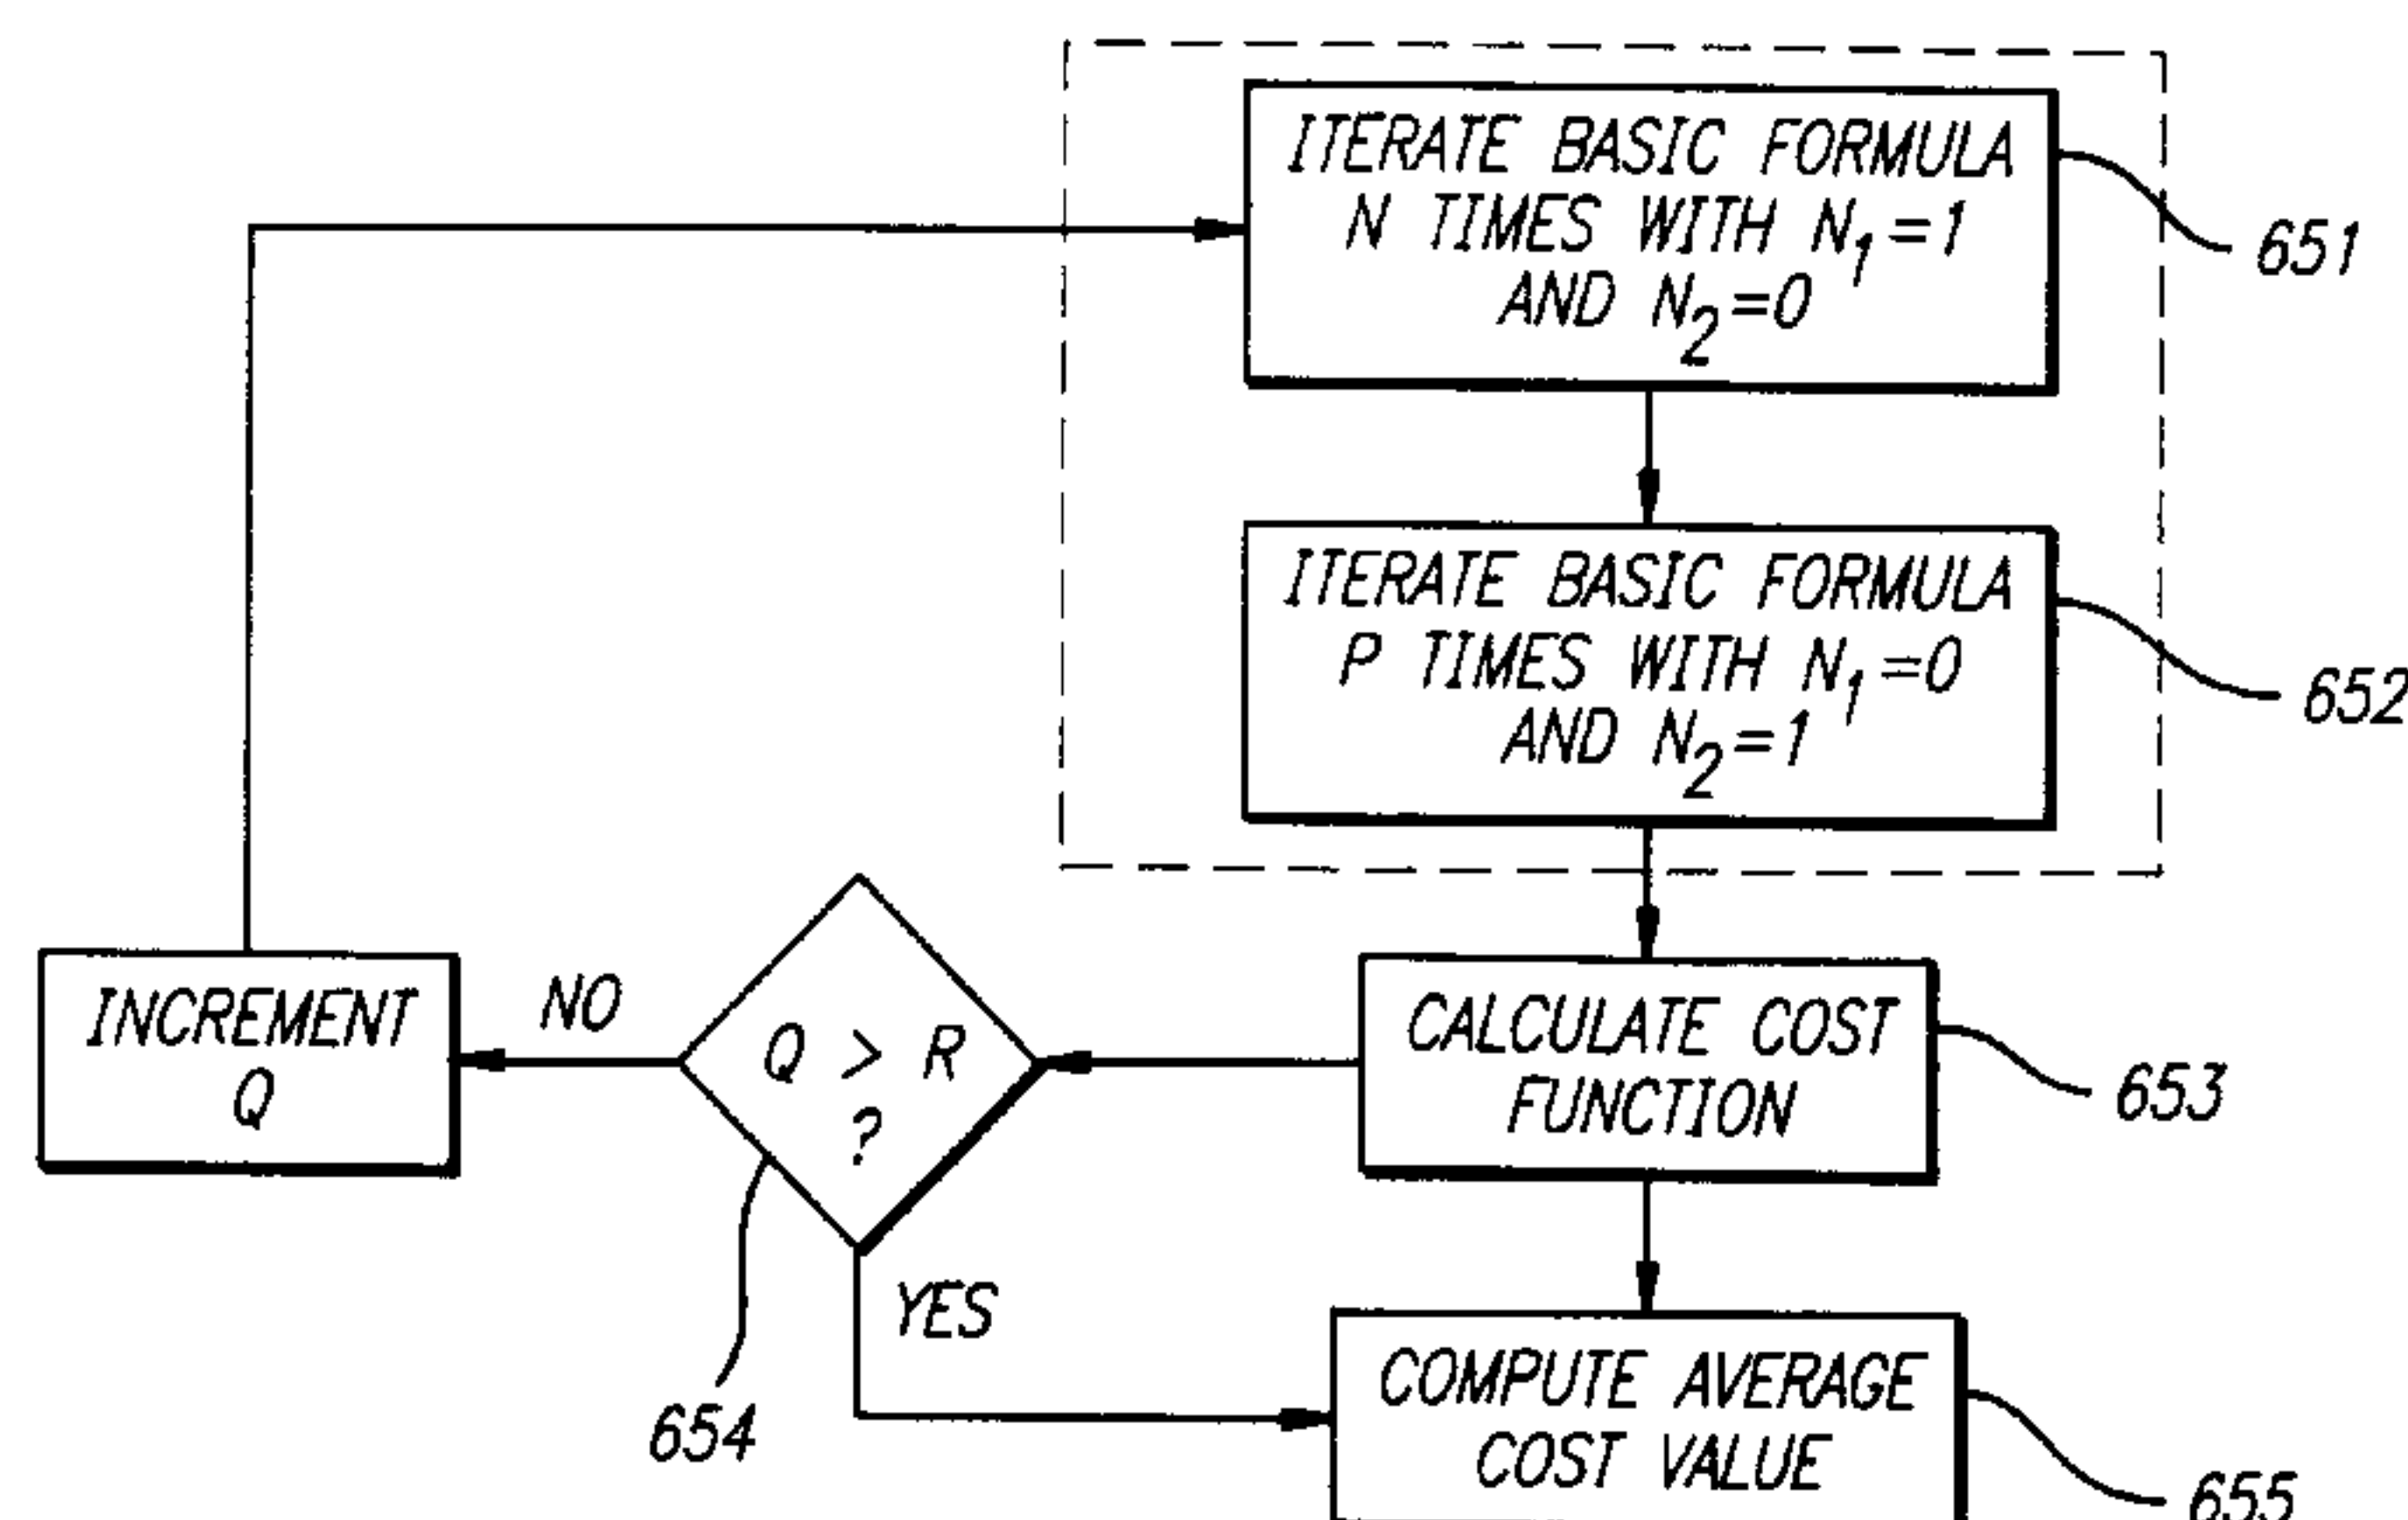 ITERATE BASIC FORMULA
N TIMES WITH N₁=1
AND N₂=0
651
ITERATE BASIC FORMULA
P TIMES WITH N₁=0
AND N₂=1
652
INCREMENT
Q
NO
Q > R
?
CALCULATE COST
FUNCTION
653
YES
654
COMPUTE AVERAGE
COST VALUE
655